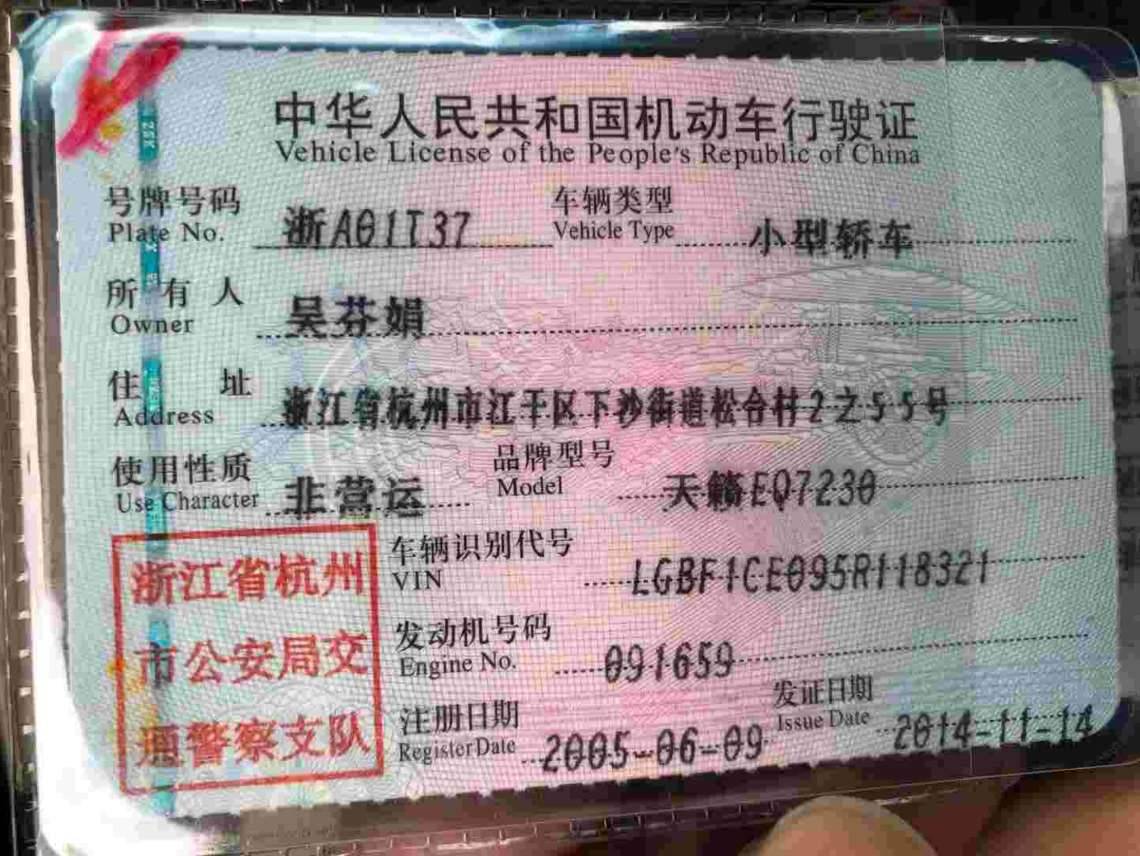 中华人民共和国机动车行驶证
Vehicle License of the People's Republic of China
号牌号码 浙A01T37 车辆类型 小型轿车
Plate No. Vehicle Type
所有人 吴芬娟
Owner
住址 浙江省杭州市江干区下沙街道松合村2之55号
Address
使用性质 非营运 品牌型号 天籁EQ7230
Use Character Model
车辆识别代号 LGBF1CE095R118321
VIN
发动机号码 091659
Engine No.
注册日期 2005-06-09 发证日期 2014-11-14
Register Date Issue Date
浙江省杭州
市公安局交
通警察支队